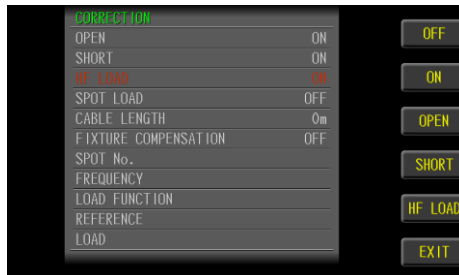 CORRECTION
OPEN ON
SHORT ON
HF LOAD ON
SPOT LOAD OFF
CABLE LENGTH 0m
FIXTURE COMPENSATION OFF
SPOT No.
FREQUENCY
LOAD FUNCTION
REFERENCE
LOAD
OFF
ON
OPEN
SHORT
HF LOAD
EXIT